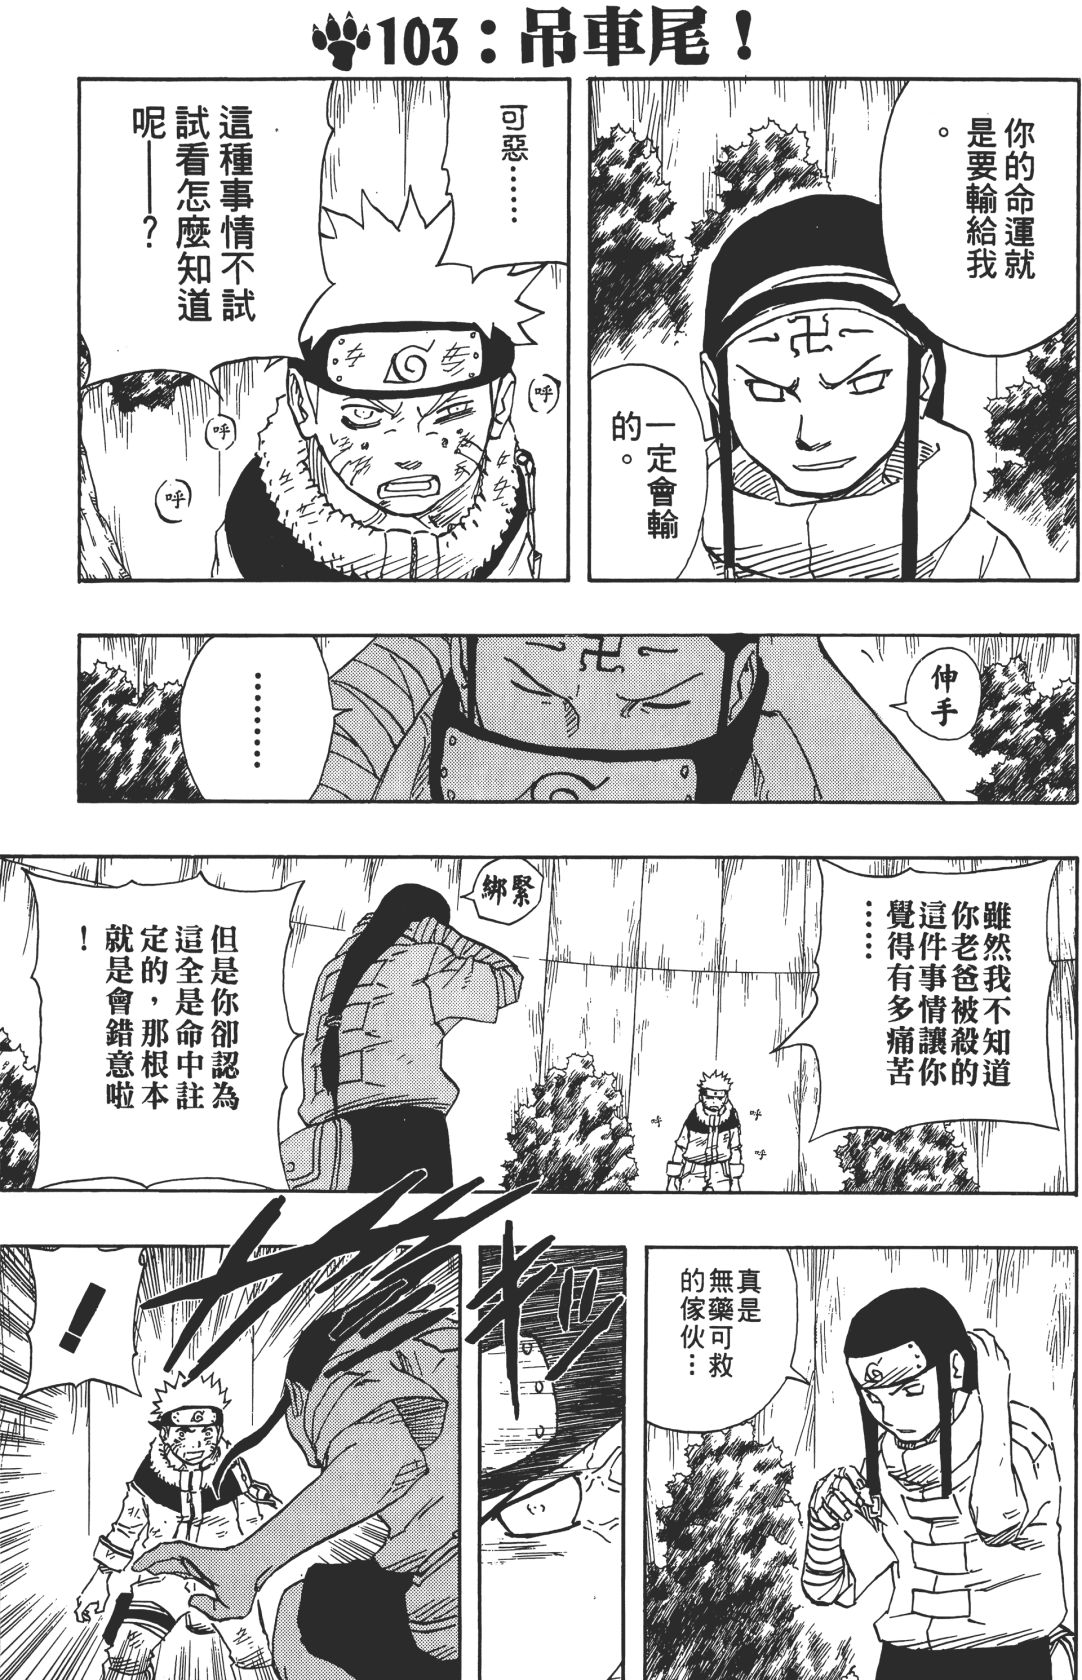 103：吊車尾！
你的命運就
是要輸給我
。
一定會輸
的。
可惡……
這種事情不試
試看怎麼知道
呢——？
呼
呼
呼
伸手
………
雖然我不知道
你老爸被殺的
這件事情讓你
覺得有多痛苦
……
綁緊
呼
呼
呼
但是你卻認為
這全是命中註
定的，那根本
就是會錯意啦
！
真是
無藥可救
的傢伙…
！